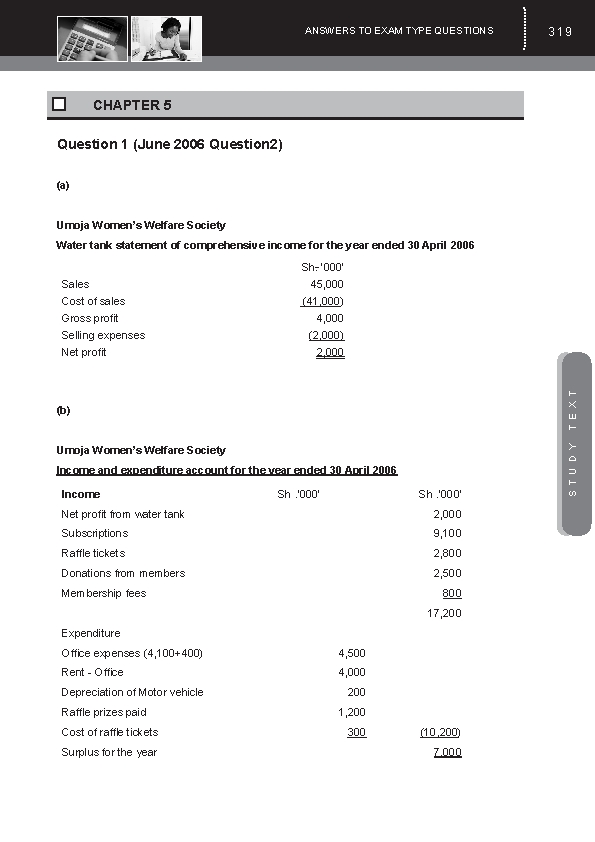 ANSWERS TO EXAM TYPE QUESTIONS 319
CHAPTER 5
Question 1 (June 2006 Question2)
(a)
Umoja Women's Welfare Society
Water tank statement of comprehensive income for the year ended 30 April 2006
Sh-'000'
Sales 45,000
Cost of sales (41,000)
Gross profit 4,000
Selling expenses (2,000)
Net profit 2,000
STUDY TEXT
(b)
Umoja Women's Welfare Society
Income and expenditure account for the year ended 30 April 2006
Income Sh .'000' Sh .'000'
Net profit from water tank 2,000
Subscriptions 9,100
Raffle tickets 2,800
Donations from members 2,500
Membership fees 800
17,200
Expenditure
Office expenses (4,100+400) 4,500
Rent - Office 4,000
Depreciation of Motor vehicle 200
Raffle prizes paid 1,200
Cost of raffle tickets 300 (10,200)
Surplus for the year 7,000